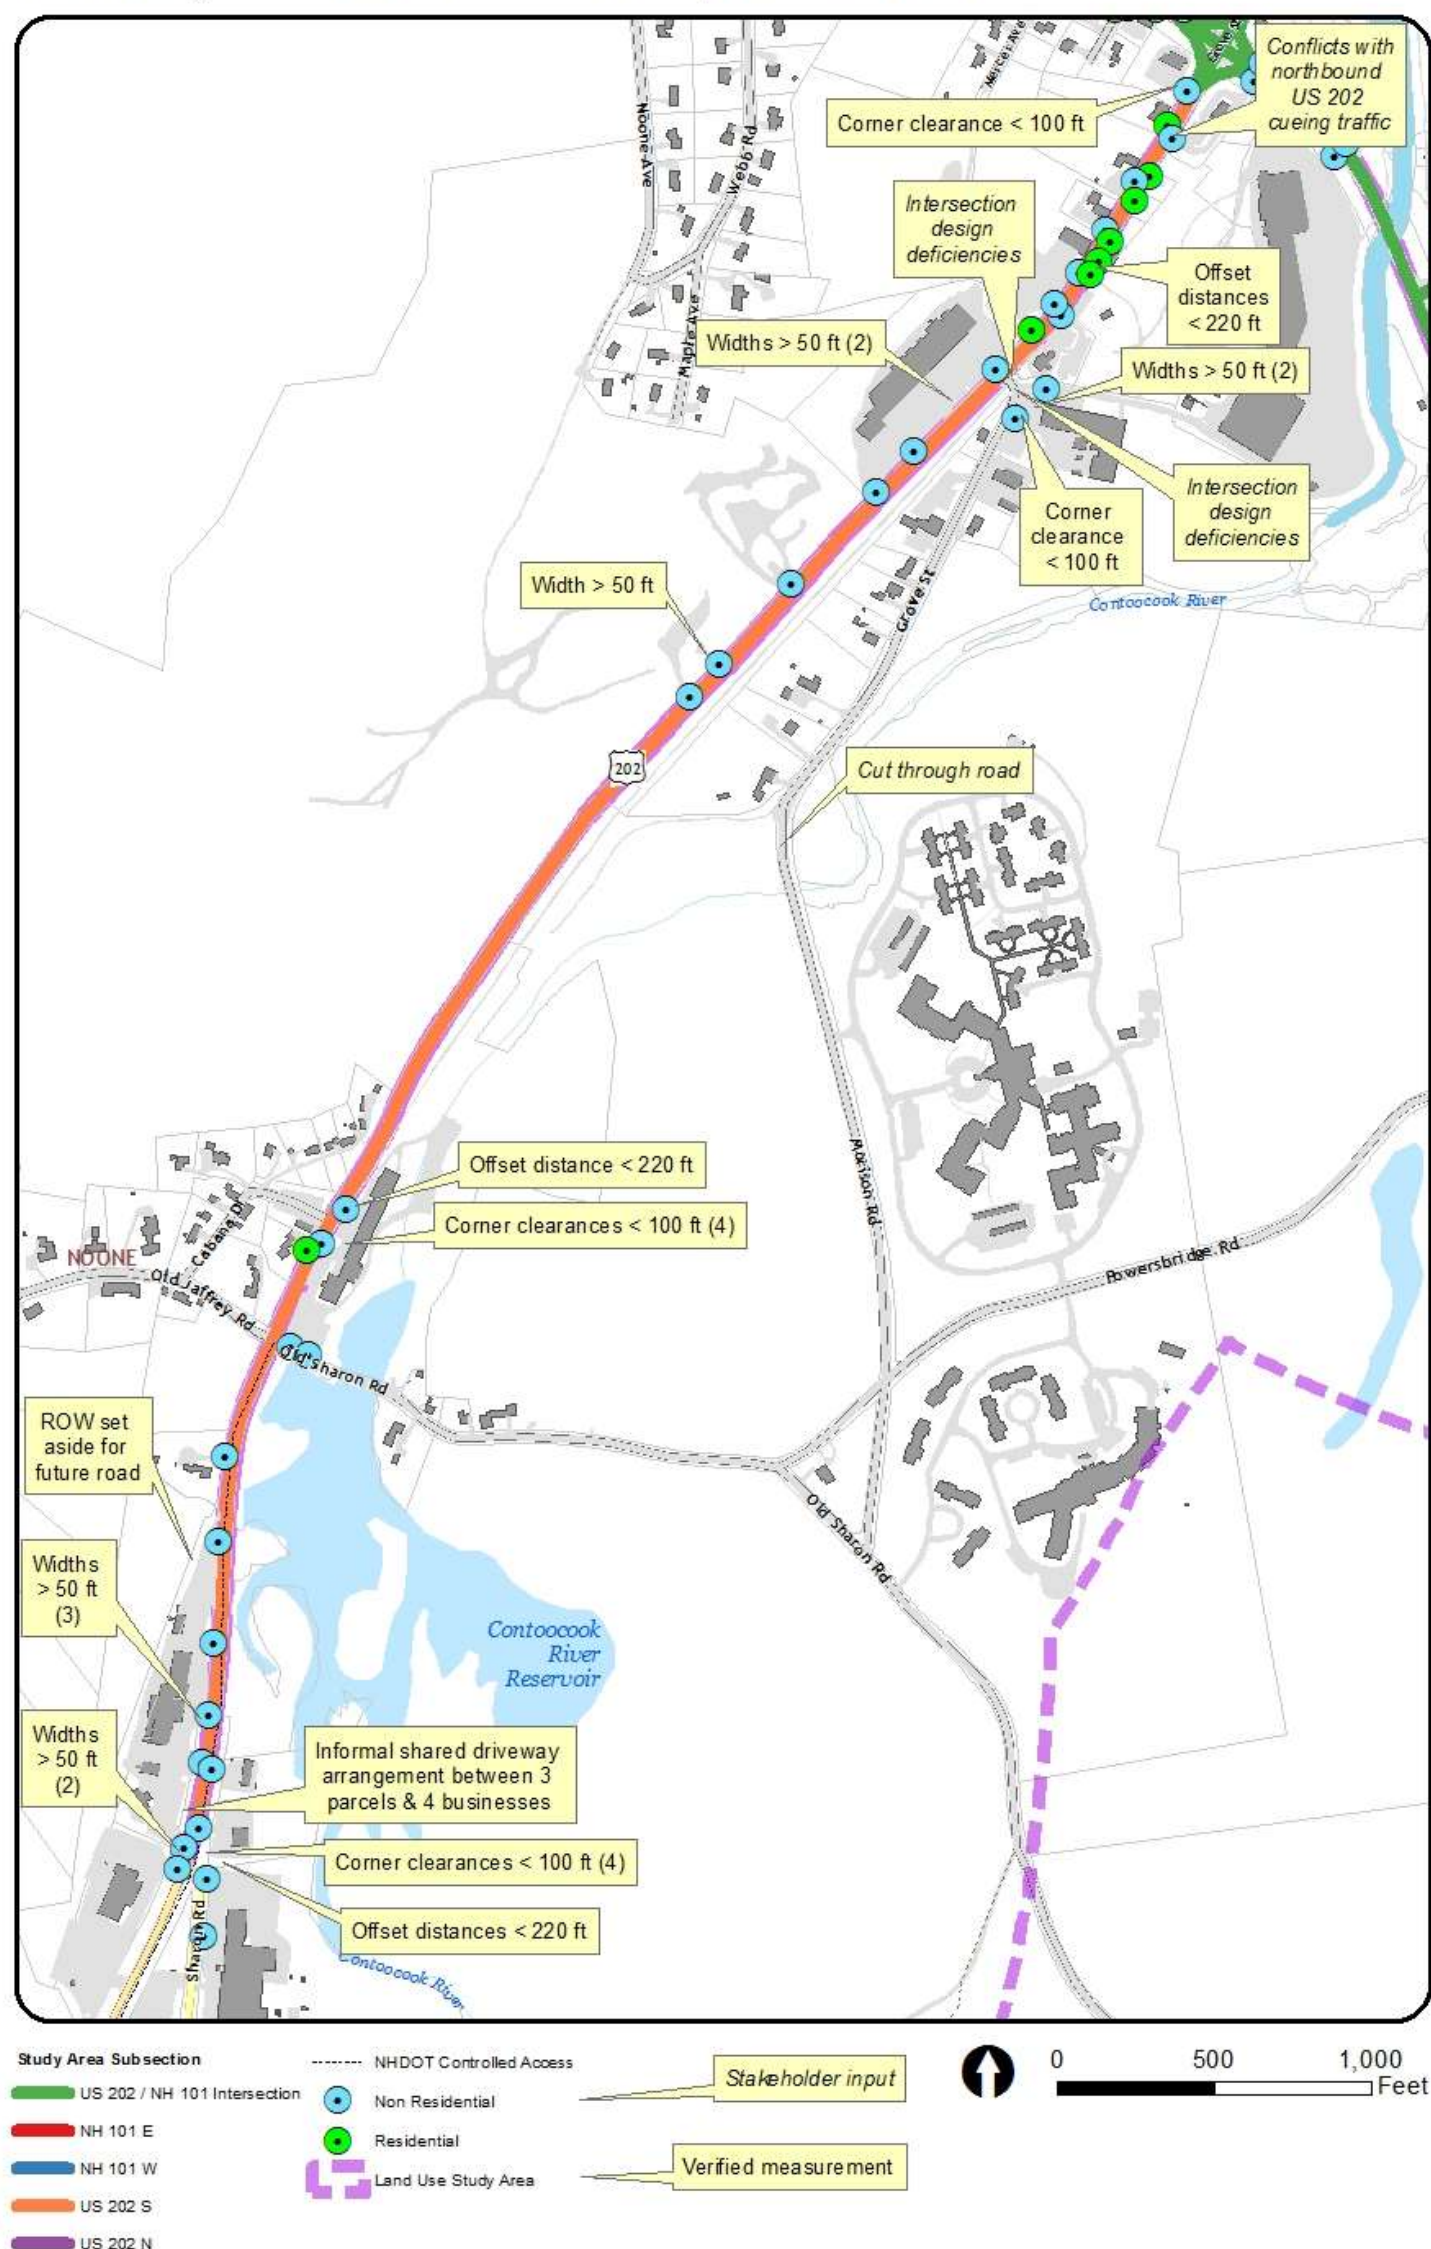 Conflicts with
northbound
US 202
cueing traffic
Corner clearance < 100 ft
Mercer Ave
Noone Ave
Webb Rd
Intersection
design
deficiencies
Offset
distances
< 220 ft
Maple Ave
Widths > 50 ft (2)
Widths > 50 ft (2)
Intersection
design
deficiencies
Corner
clearance
< 100 ft
Width > 50 ft
Grove St
Contoocook River
202
Cut through road
Morison Rd
Offset distance < 220 ft
Corner clearances < 100 ft (4)
Cabana Dr
NOONE
Old Jaffrey Rd
Powersbridge Rd
Old Sharon Rd
ROW set
aside for
future road
Old Sharon Rd
Widths
> 50 ft
(3)
Contoocook
River
Reservoir
Widths
> 50 ft
(2)
Informal shared driveway
arrangement between 3
parcels & 4 businesses
Corner clearances < 100 ft (4)
Offset distances < 220 ft
Sharon Rd
Contoocook River
Study Area Subsection
US 202 / NH 101 Intersection
NH 101 E
NH 101 W
US 202 S
US 202 N
NHDOT Controlled Access
Non Residential
Residential
Land Use Study Area
Stakeholder input
Verified measurement
0 500 1,000
Feet